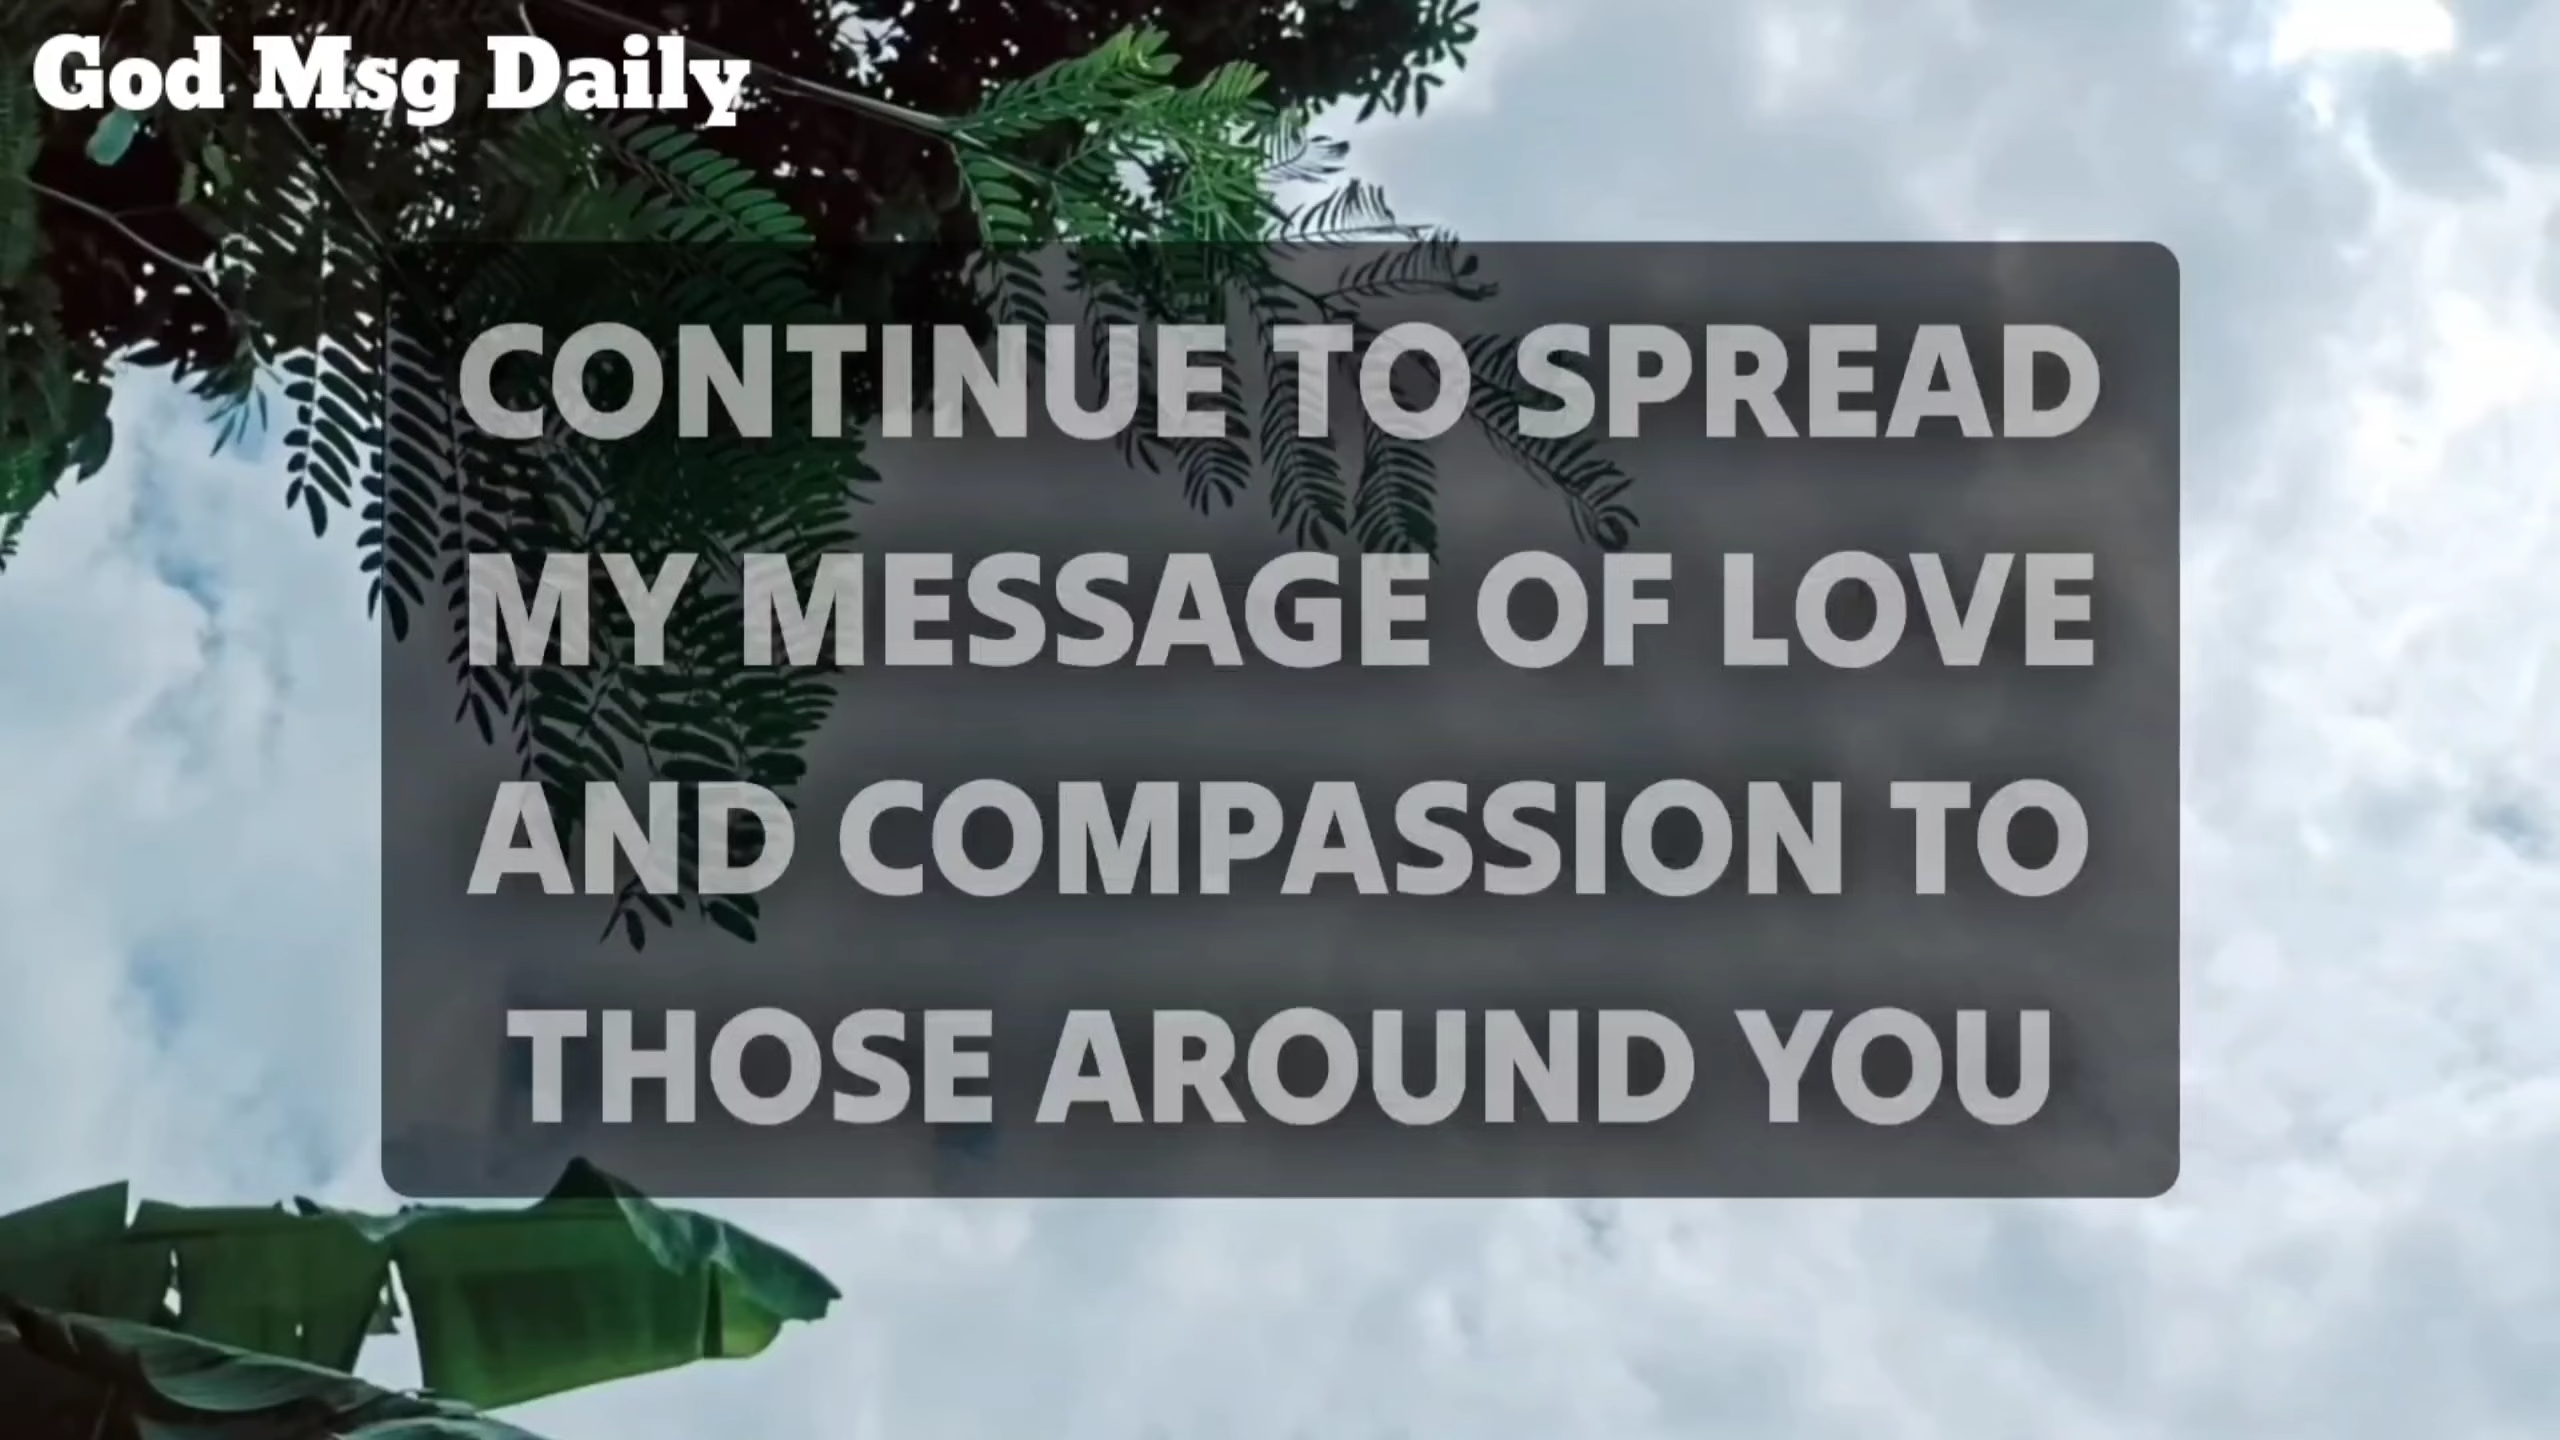 God Msg Daily
CONTINUE TO SPREAD
MY MESSAGE OF LOVE
AND COMPASSION TO
THOSE AROUND YOU